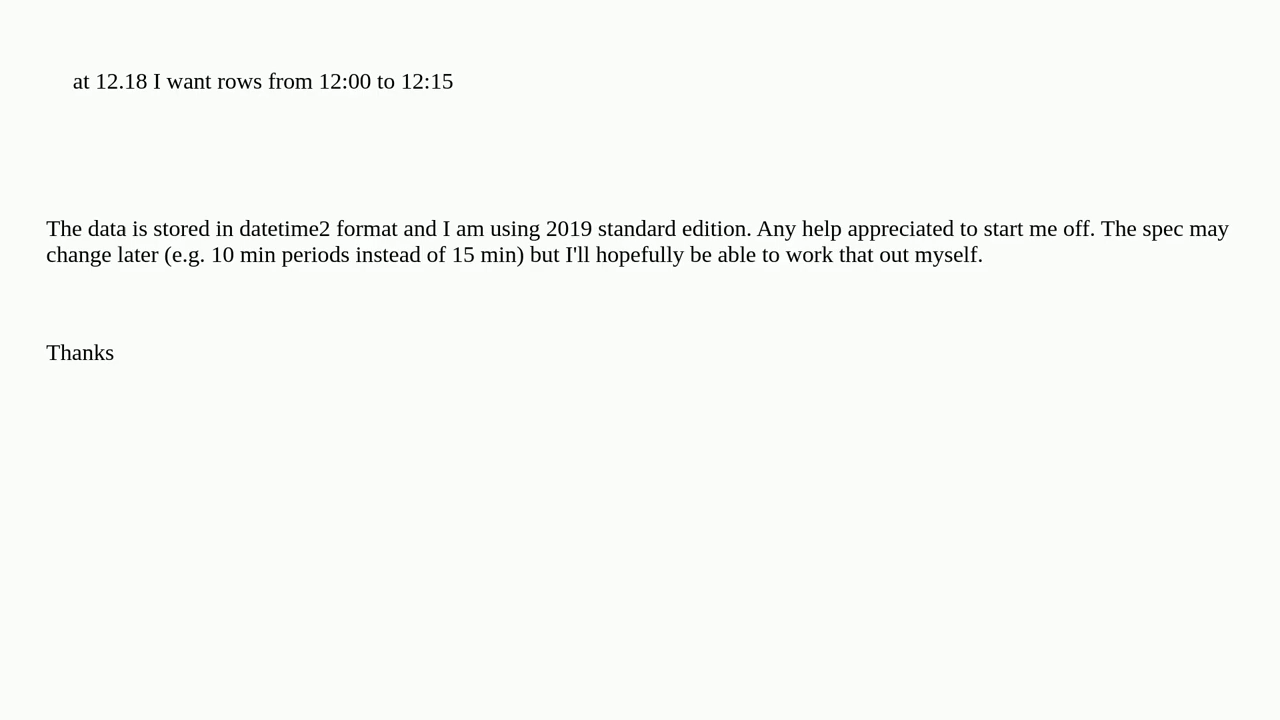 at 12.18 I want rows from 12:00 to 12:15
The data is stored in datetime2 format and I am using 2019 standard edition. Any help appreciated to start me off. The spec may
change later (e.g. 10 min periods instead of 15 min) but I'll hopefully be able to work that out myself.
Thanks